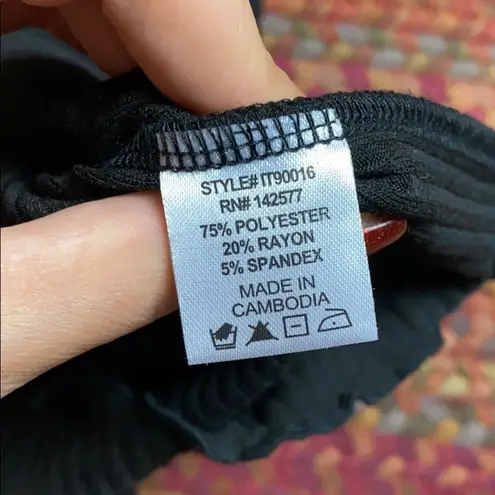 STYLE# IT90016
RN# 142577
75% POLYESTER
20% RAYON
5% SPANDEX
MADE IN
CAMBODIA